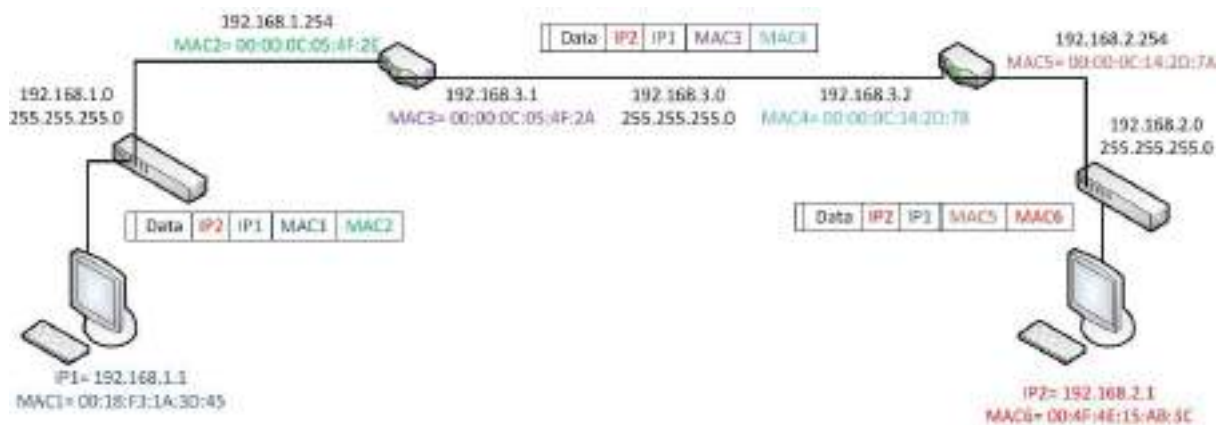 192.168.1.254
MAC2= 00:00:0C:05:4F:2C
Data IP2 IP1 MAC3 MAC4
192.168.2.254
MAC5= 00:00:0C:14:2D:7A
192.168.1.0
255.255.255.0
192.168.3.1
MAC3= 00:00:0C:05:4F:2A
192.168.3.0
255.255.255.0
192.168.3.2
MAC4= 00:00:0C:14:2D:7B
192.168.2.0
255.255.255.0
Data IP2 IP1 MAC1 MAC2
Data IP2 IP1 MAC5 MAC6
IP1= 192.168.1.1
MAC1= 00:18:F3:1A:3D:45
IP2= 192.168.2.1
MAC6= 00:4F:4E:15:AB:3C